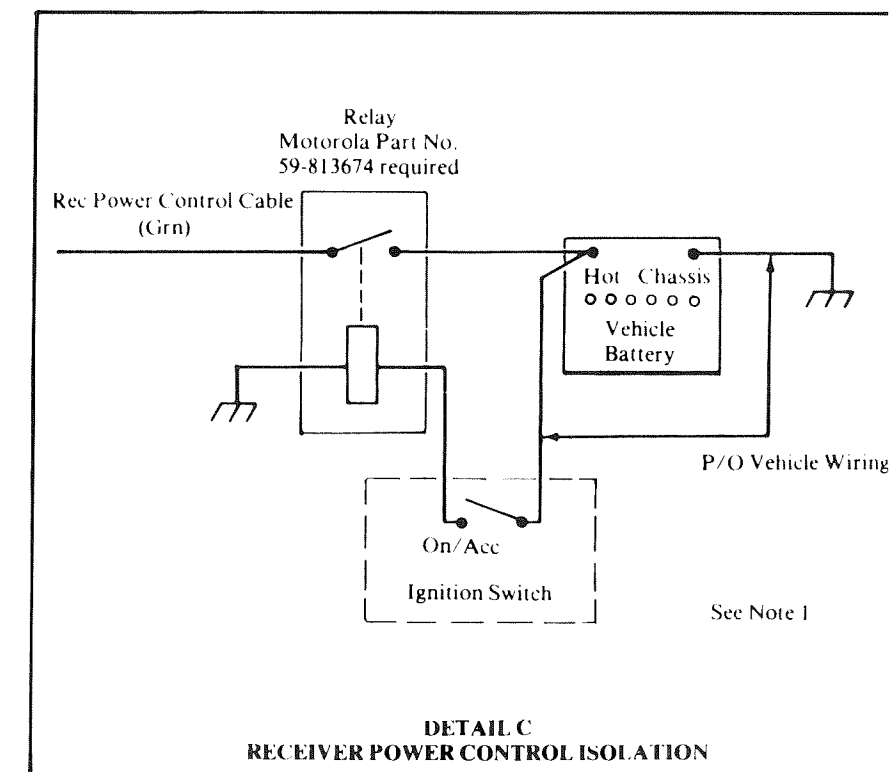 Relay
Motorola Part No.
59-813674 required
Rec Power Control Cable
(Grn)
Hot Chassis
Vehicle
Battery
P/O Vehicle Wiring
On/Acc
Ignition Switch
See Note 1
DETAIL C
RECEIVER POWER CONTROL ISOLATION